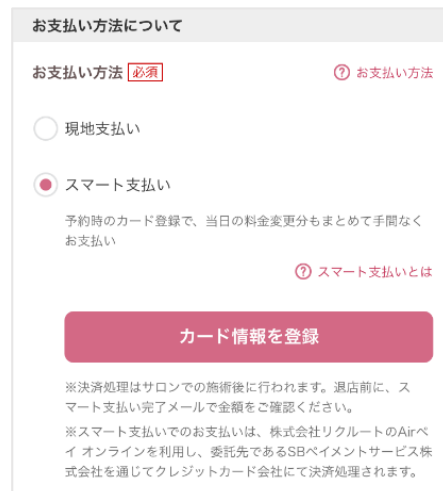 お支払い方法について
お支払い方法 必須
? お支払い方法
現地支払い
スマート支払い
予約時のカード登録で、当日の料金変更分もまとめて手間なく
お支払い
? スマート支払いとは
カード情報を登録
※決済処理はサロンでの施術後に行われます。退店前に、ス
マート支払い完了メールで金額をご確認ください。
※スマート支払いでのお支払いは、株式会社リクルートのAirペ
イ オンラインを利用し、委託先であるSBペイメントサービス株
式会社を通じてクレジットカード会社にて決済処理されます。